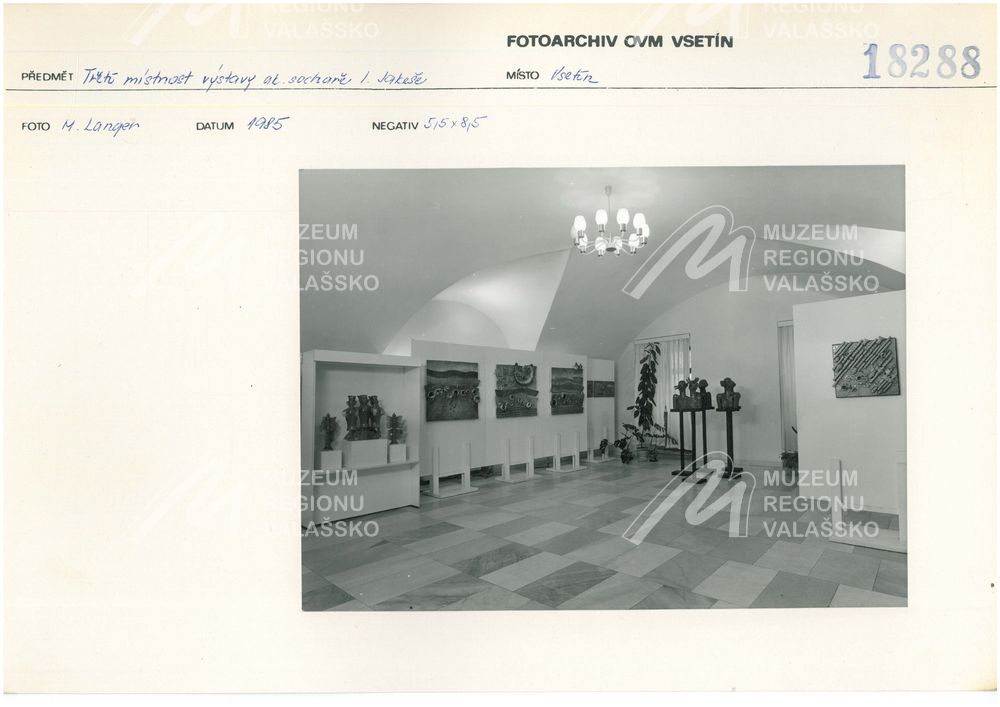 FOTOARCHIV OVM VSETÍN
18288
PŘEDMĚT Třetí místnost výstavy ak. sochaře I. Jakeše MÍSTO Vsetín
FOTO M. Langer DATUM 1985 NEGATIV 5,5 x 8,5
REGIONU
VALAŠSKO
REGIONU
VALAŠSKO
MUZEUM
REGIONU
VALAŠSKO
MUZEUM
REGIONU
VALAŠSKO
MUZEUM
REGIONU
VALAŠSKO
MUZEUM
REGIONU
VALAŠSKO